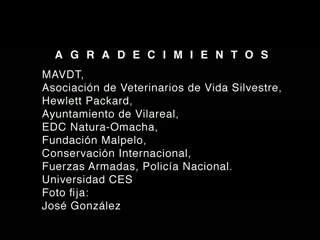 AGRADECIMIENTOS
MAVDT,
Asociación de Veterinarios de Vida Silvestre,
Hewlett Packard,
Ayuntamiento de Vilareal,
EDC Natura-Omacha,
Fundación Malpelo,
Conservación Internacional,
Fuerzas Armadas, Policía Nacional.
Universidad CES
Foto fija:
José González